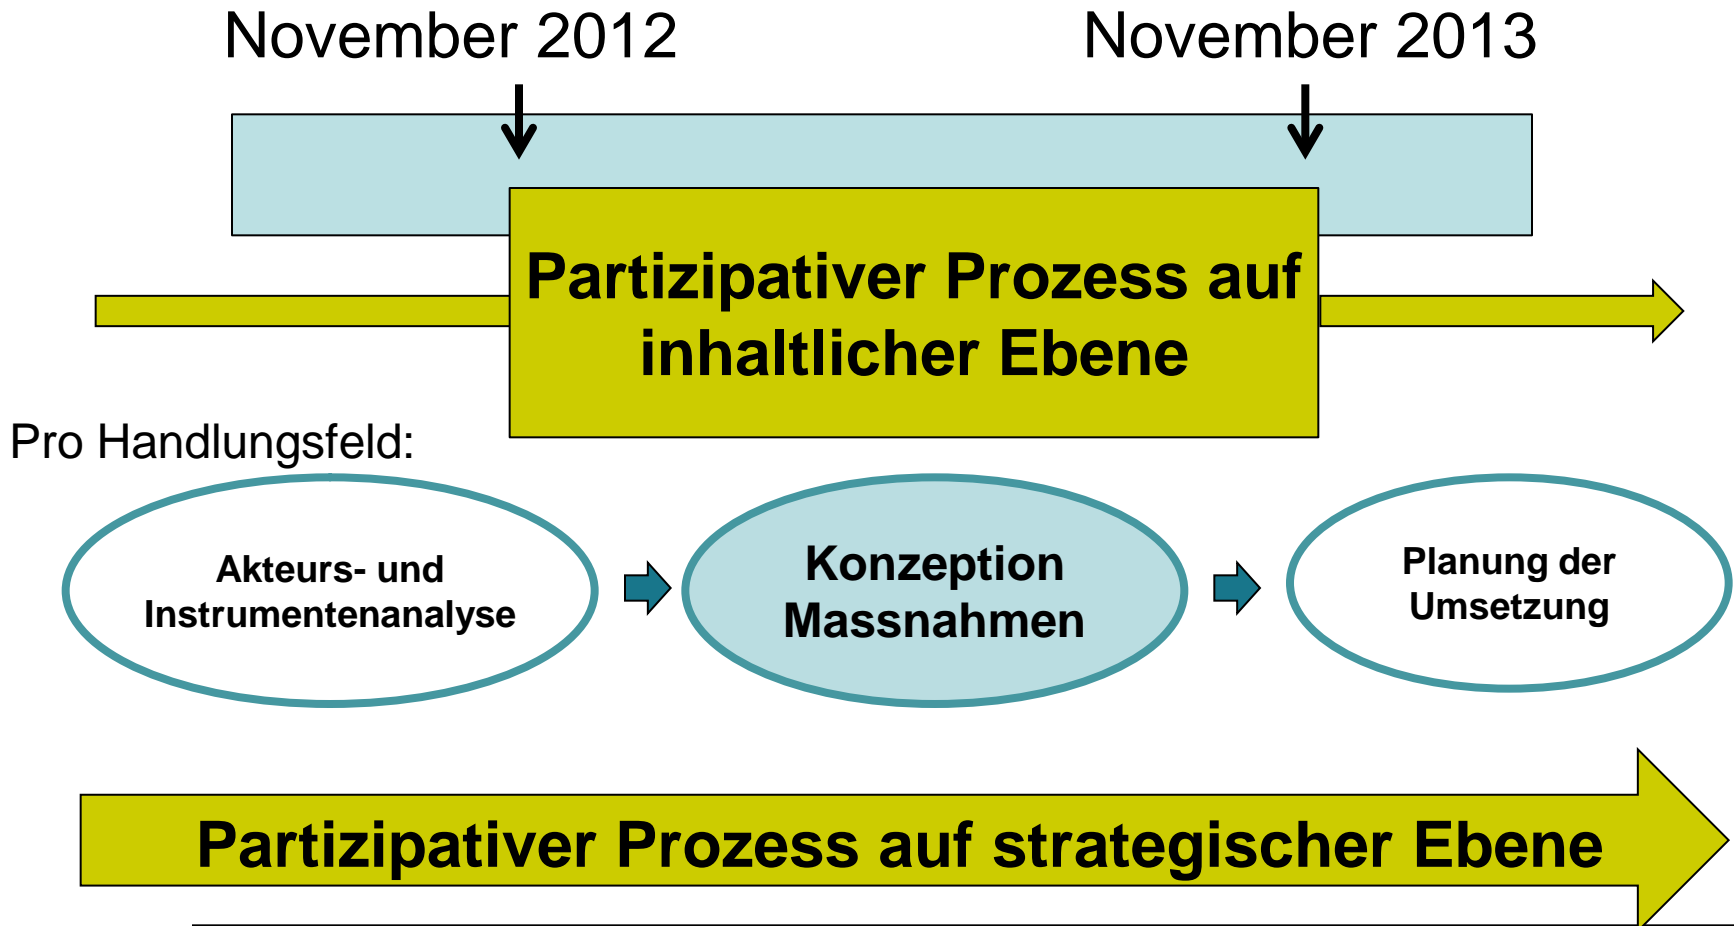 November 2012
November 2013
Partizipativer Prozess auf
inhaltlicher Ebene
Pro Handlungsfeld:
Akteurs- und
Instrumentenanalyse
Konzeption
Massnahmen
Planung der
Umsetzung
Partizipativer Prozess auf strategischer Ebene